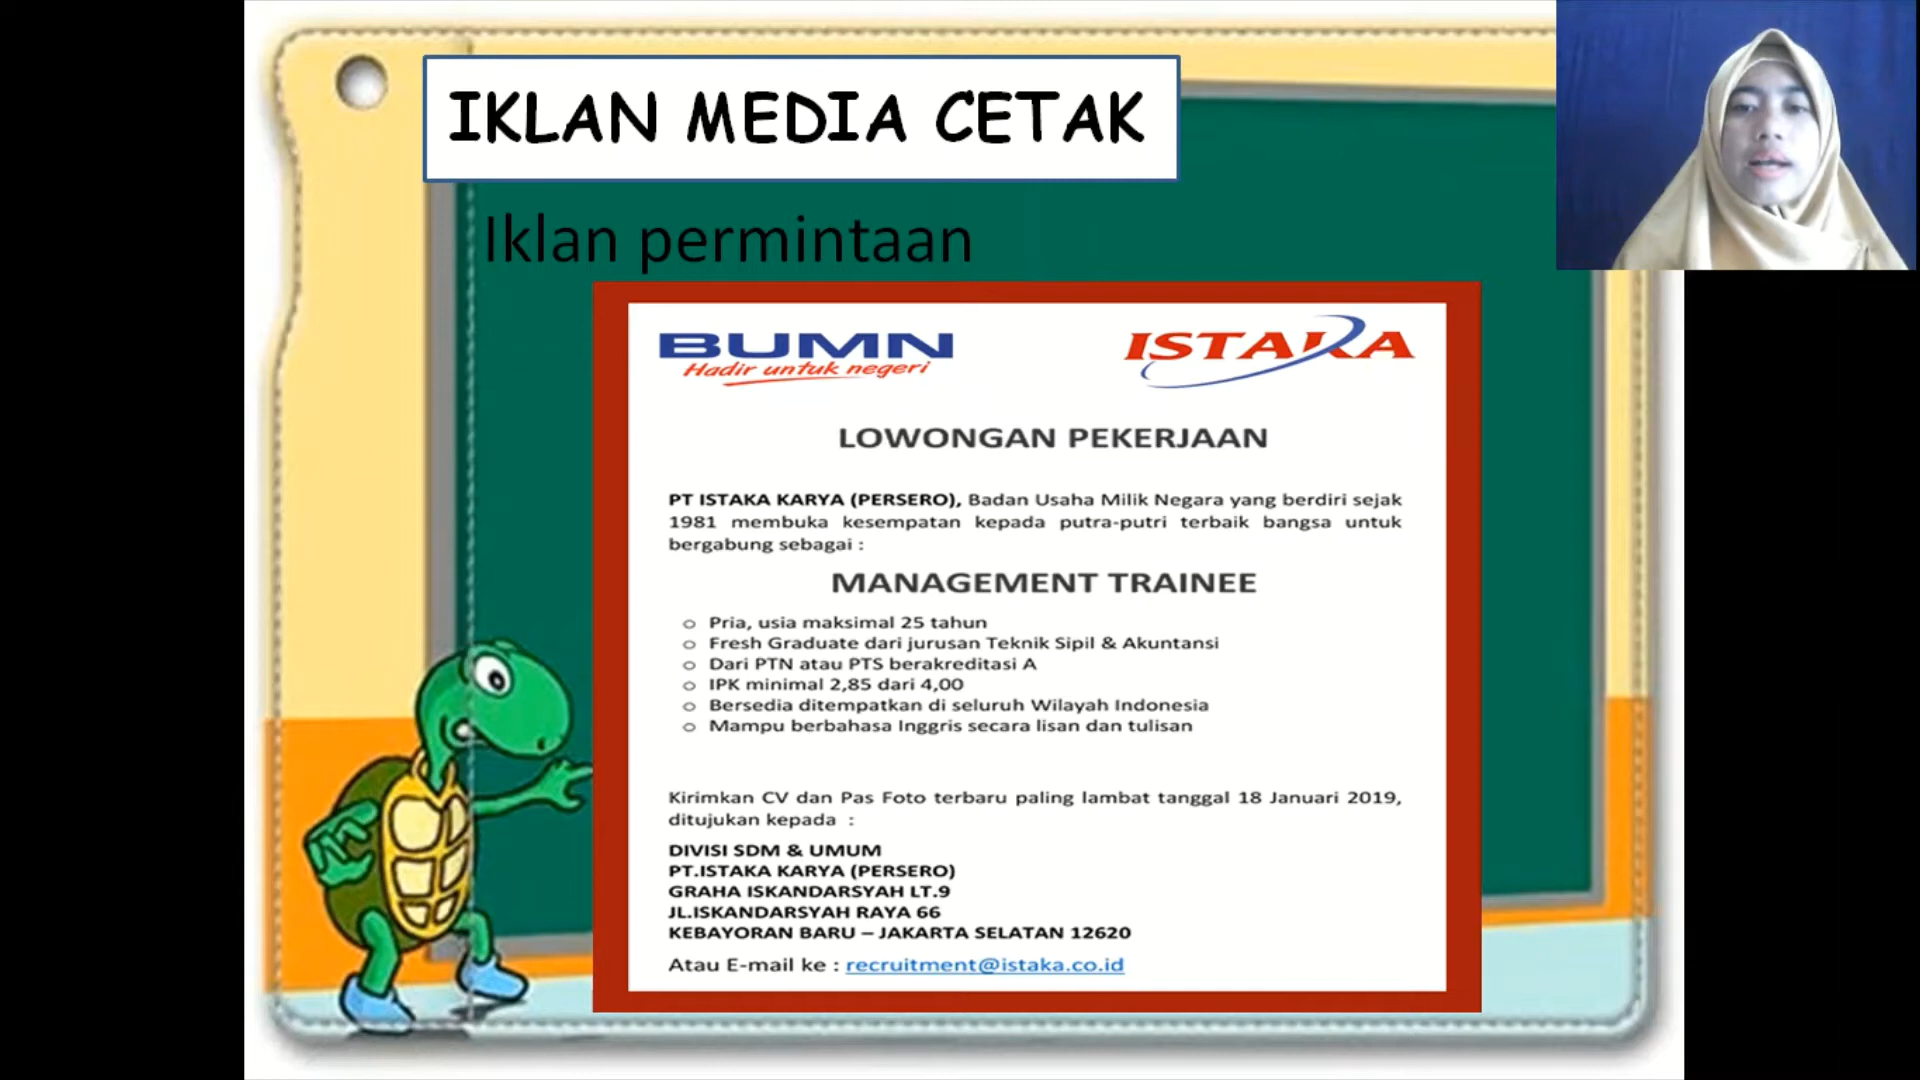 IKLAN MEDIA CETAK
Iklan permintaan
BUMN
Hadir untuk negeri
ISTAKA
LOWONGAN PEKERJAAN
PT ISTAKA KARYA (PERSERO), Badan Usaha Milik Negara yang berdiri sejak
1981 membuka kesempatan kepada putra-putri terbaik bangsa untuk
bergabung sebagai :
MANAGEMENT TRAINEE
o Pria, usia maksimal 25 tahun
o Fresh Graduate dari jurusan Teknik Sipil & Akuntansi
o Dari PTN atau PTS berakreditasi A
o IPK minimal 2,85 dari 4,00
o Bersedia ditempatkan di seluruh Wilayah Indonesia
o Mampu berbahasa Inggris secara lisan dan tulisan
Kirimkan CV dan Pas Foto terbaru paling lambat tanggal 18 Januari 2019,
ditujukan kepada :
DIVISI SDM & UMUM
PT.ISTAKA KARYA (PERSERO)
GRAHA ISKANDARSYAH LT.9
JL.ISKANDARSYAH RAYA 66
KEBAYORAN BARU – JAKARTA SELATAN 12620
Atau E-mail ke : recruitment@istaka.co.id